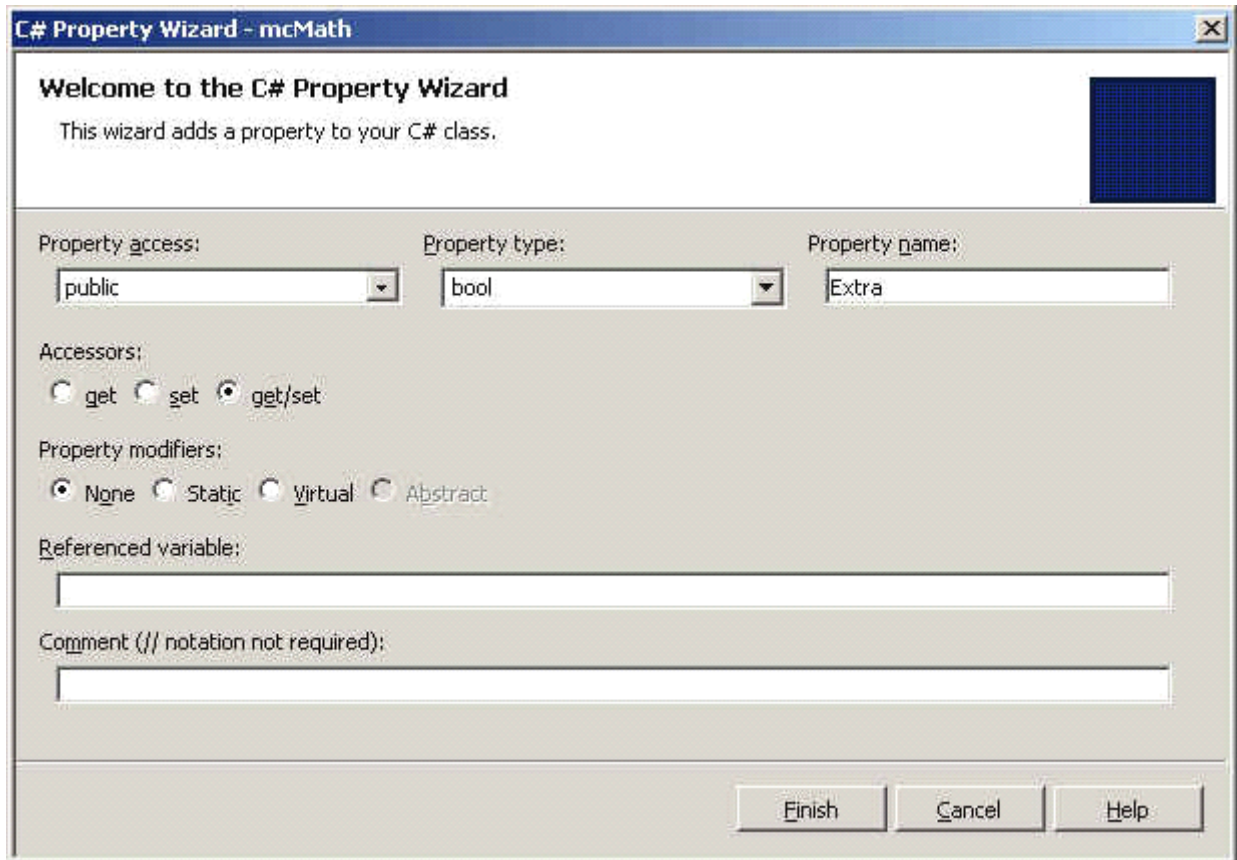 C# Property Wizard - mcMath
Welcome to the C# Property Wizard
This wizard adds a property to your C# class.
Property access: Property type: Property name:
public bool Extra
Accessors:
get set get/set
Property modifiers:
None Static Virtual Abstract
Referenced variable:
Comment (// notation not required):
Finish Cancel Help